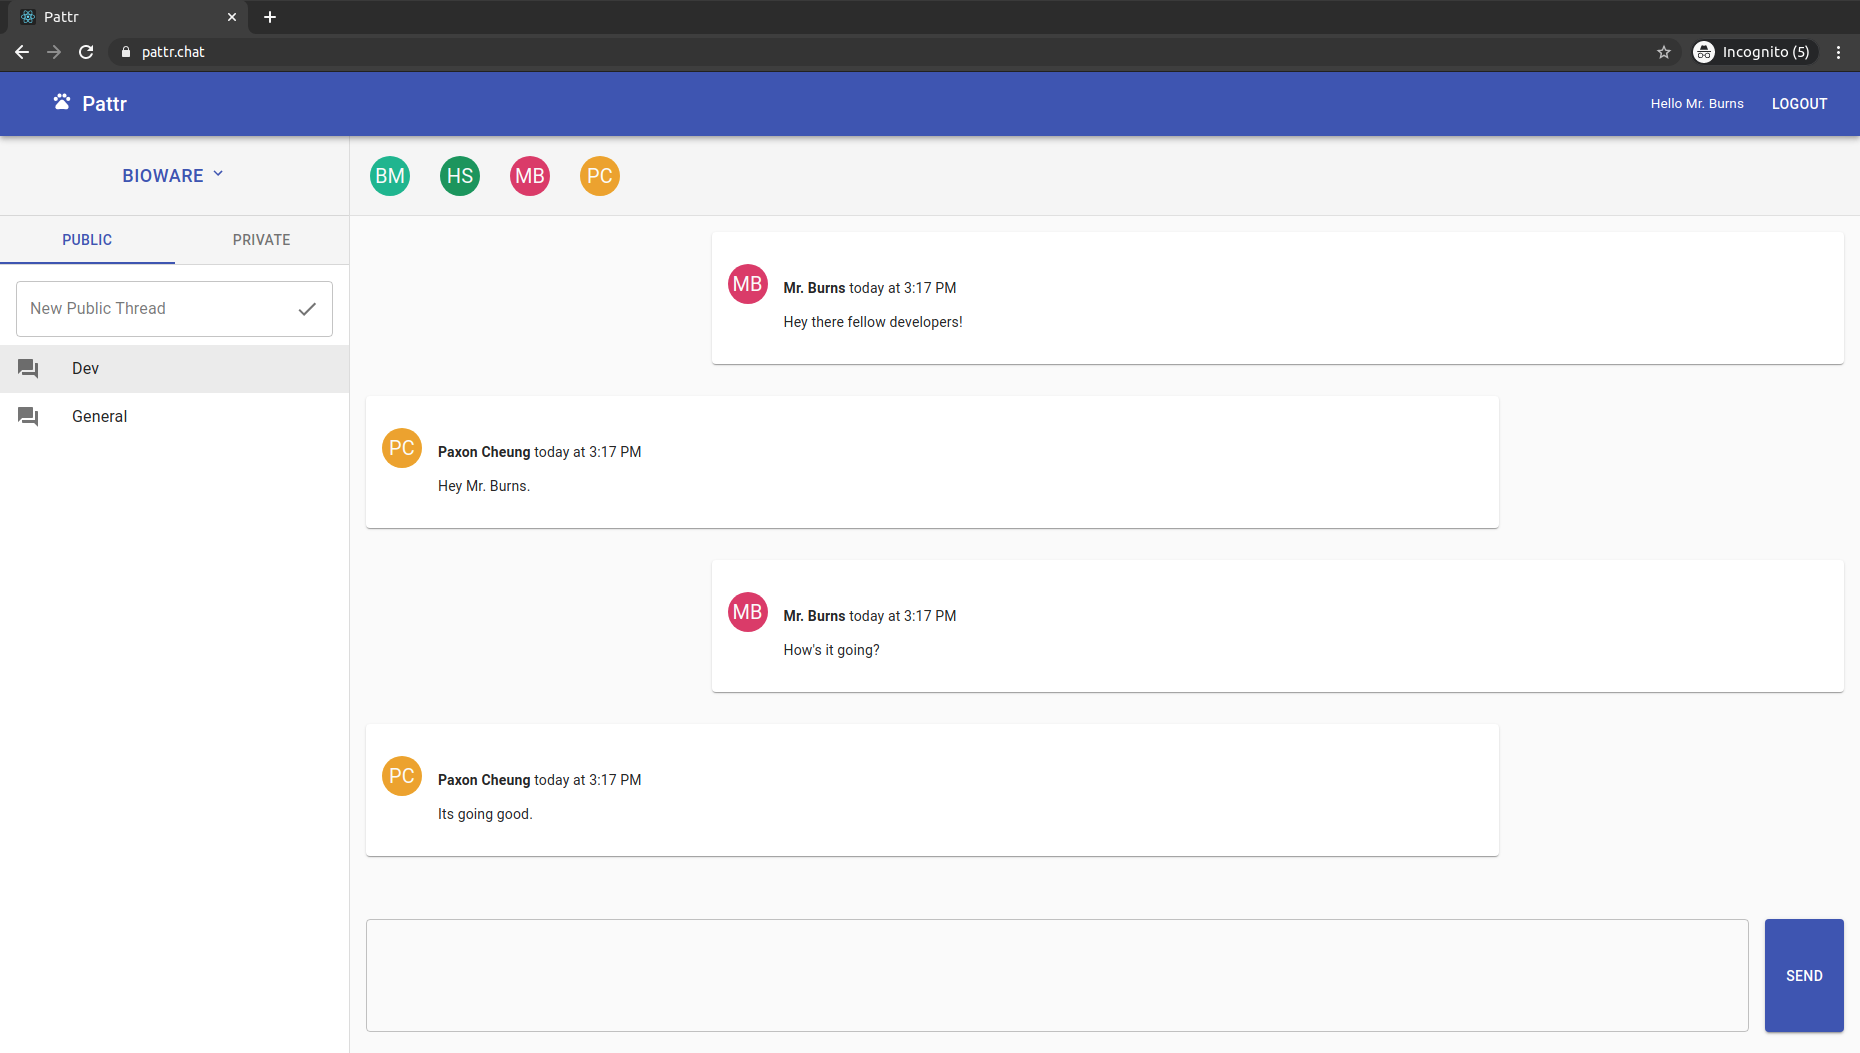 Pattr
pattr.chat
Incognito (5)
Pattr
Hello Mr. Burns
LOGOUT
BIOWARE
BM HS MB PC
PUBLIC PRIVATE
New Public Thread
Dev
General
MB
Mr. Burns today at 3:17 PM
Hey there fellow developers!
PC
Paxon Cheung today at 3:17 PM
Hey Mr. Burns.
MB
Mr. Burns today at 3:17 PM
How's it going?
PC
Paxon Cheung today at 3:17 PM
Its going good.
SEND